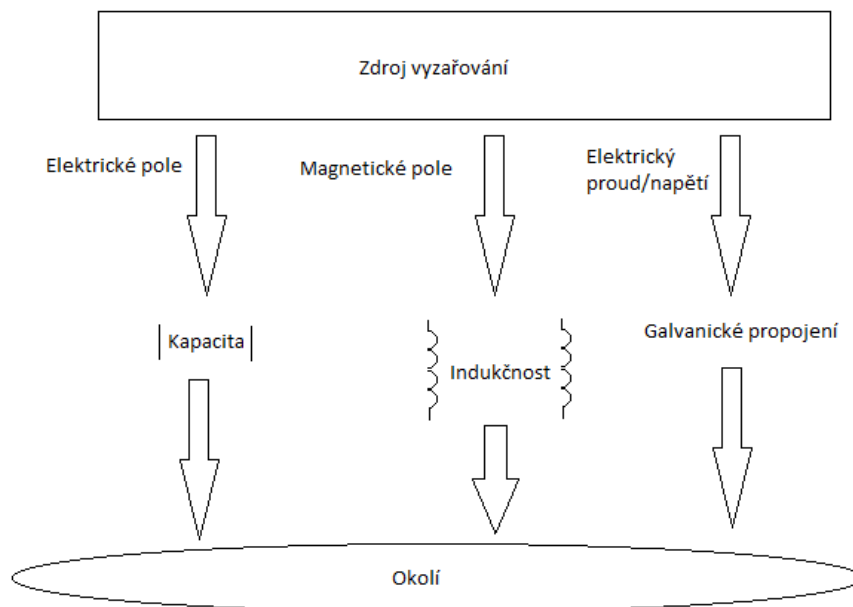 Zdroj vyzařování
Elektrické pole
Magnetické pole
Elektrický
proud/napětí
Kapacita
Indukčnost
Galvanické propojení
Okolí